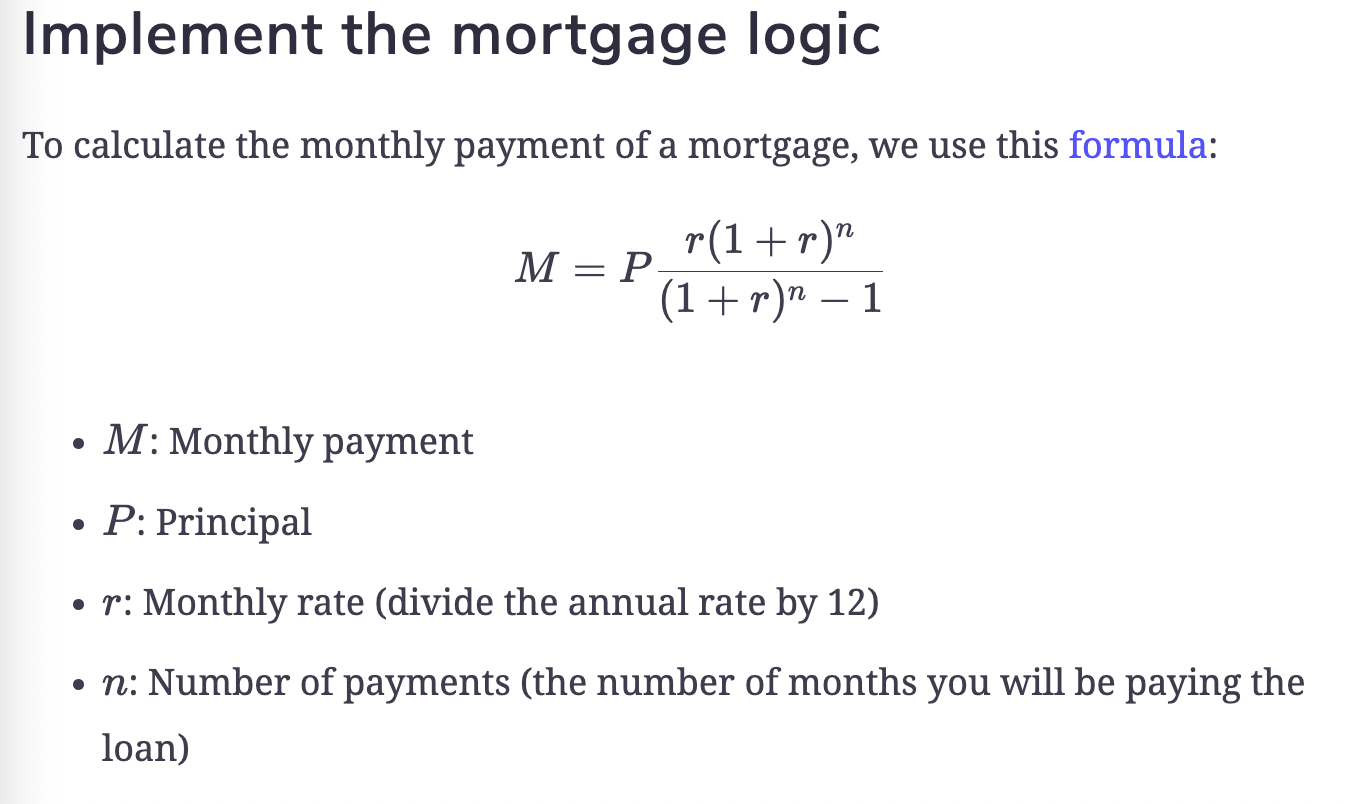 Implement the mortgage logic
To calculate the monthly payment of a mortgage, we use this formula:
M = P \frac{r(1 + r)^n}{(1 + r)^n − 1}
• M: Monthly payment
• P: Principal
• r: Monthly rate (divide the annual rate by 12)
• n: Number of payments (the number of months you will be paying the
loan)